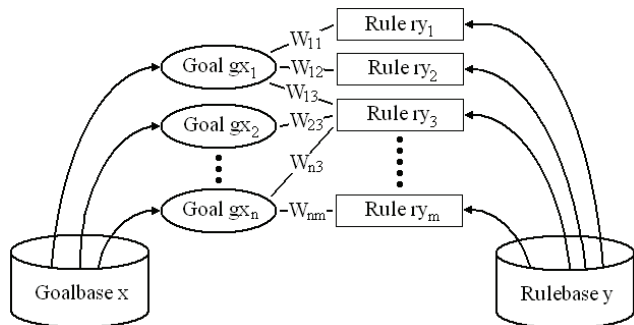 W₁₁
Rule ry₁
Goal gx₁
W₁₂
Rule ry₂
W₁₃
Goal gx₂
W₂₃
Rule ry₃
Wₙ₃
Goal gxₙ
Wₙₘ
Rule ryₘ
Goalbase x
Rulebase y